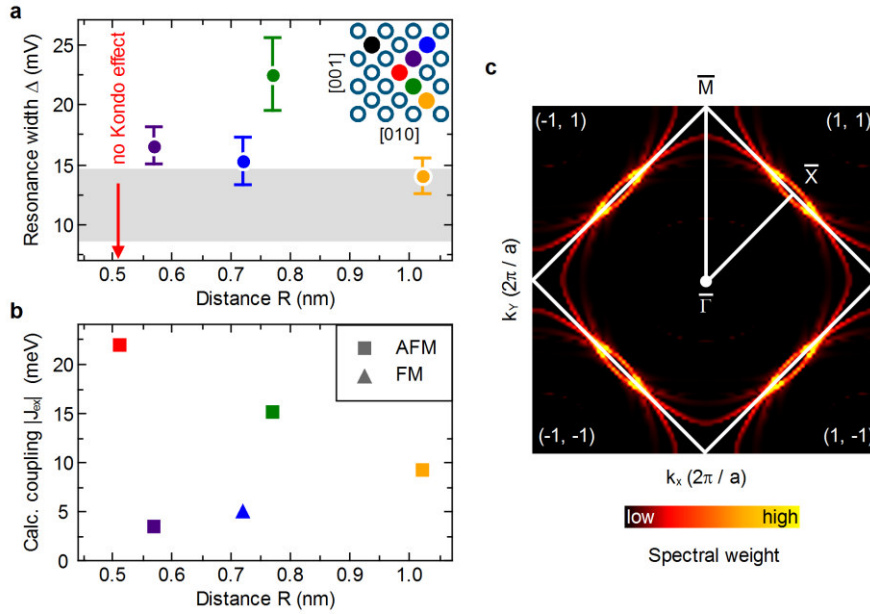 a
Resonance width Δ (mV)
25
20
15
10
no Kondo effect
[001]
[010]
0.5 0.6 0.7 0.8 0.9 1.0
Distance R (nm)
b
Calc. coupling |Jex| (meV)
20
15
10
5
0
AFM
FM
0.5 0.6 0.7 0.8 0.9 1.0
Distance R (nm)
c
M̅
(-1, 1) (1, 1)
X̅
Γ̅
kY (2π / a)
(-1, -1) (1, -1)
kx (2π / a)
low high
Spectral weight